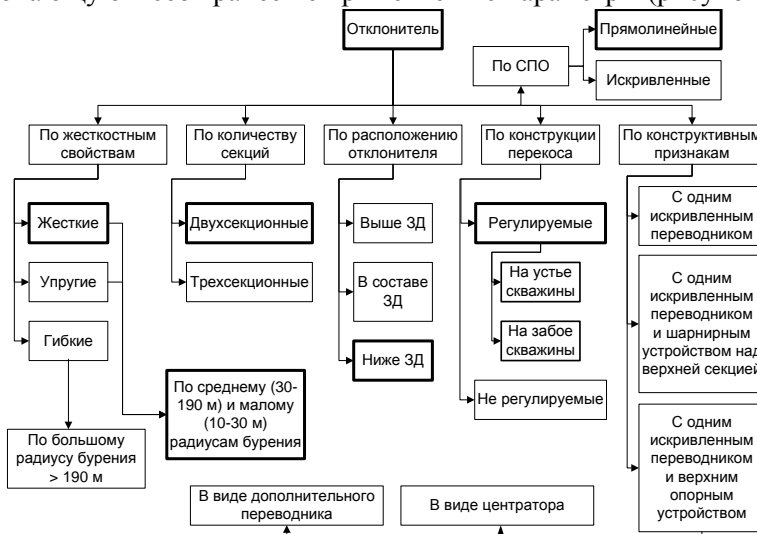 Отклонитель
Прямолинейные
По СПО
Искривленные
По жесткостным
свойствам
По количеству
секций
По расположению
отклонителя
По конструкции
перекоса
По конструктивным
признакам
Жесткие
Упругие
Гибкие
По большому
радиусу бурения
> 190 м
По среднему (30-
190 м) и малому
(10-30 м)
радиусам бурения
Двухсекционные
Трехсекционные
Выше ЗД
В составе
ЗД
Ниже ЗД
Регулируемые
На устье
скважины
На забое
скважины
Не регулируемые
С одним
искривленным
переводником
С одним
искривленным
переводником
и шарнирным
устройством над
верхней секцией
С одним
искривленным
переводником
и верхним
опорным
устройством
В виде дополнительного
переводника
В виде центратора